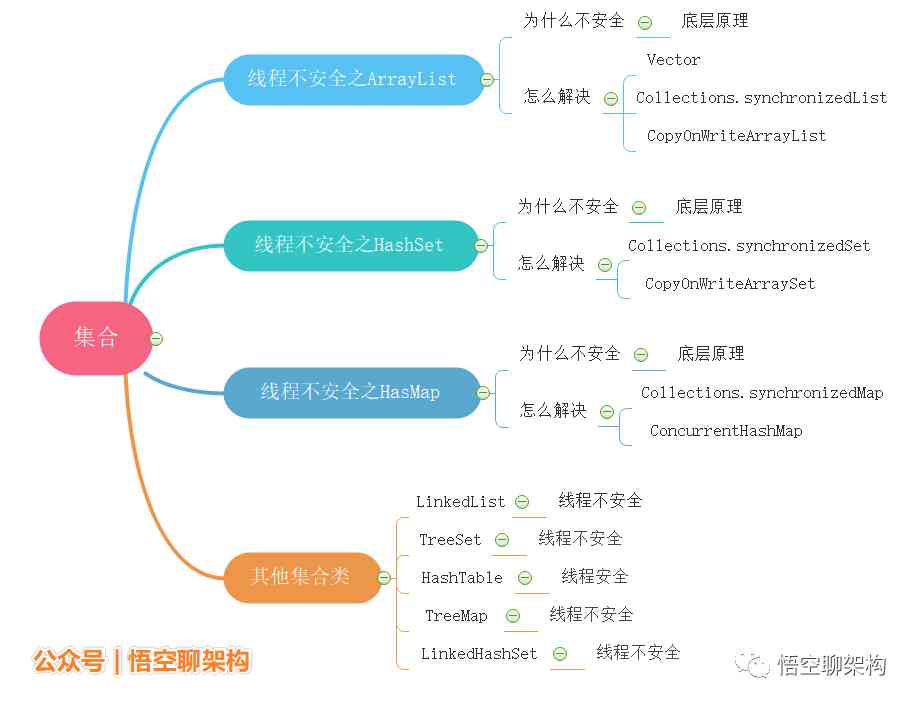 集合
线程不安全之ArrayList
为什么不安全
底层原理
怎么解决
Vector
Collections.synchronizedList
CopyOnWriteArrayList
线程不安全之HashSet
为什么不安全
底层原理
怎么解决
Collections.synchronizedSet
CopyOnWriteArraySet
线程不安全之HasMap
为什么不安全
底层原理
怎么解决
Collections.synchronizedMap
ConcurrentHashMap
其他集合类
LinkedList 线程不安全
TreeSet 线程不安全
HashTable 线程安全
TreeMap 线程不安全
LinkedHashSet 线程不安全
公众号 | 悟空聊架构
悟空聊架构